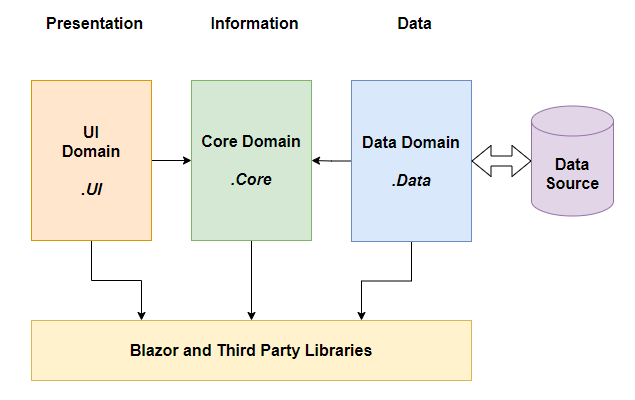 Presentation
Information
Data
UI
Domain
.UI
Core Domain
.Core
Data Domain
.Data
Data
Source
Blazor and Third Party Libraries